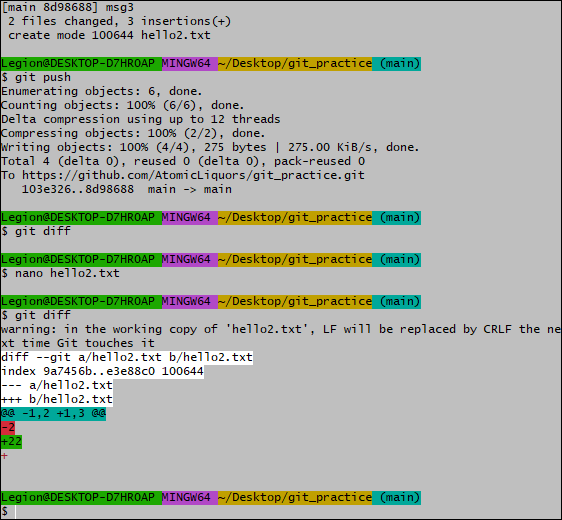 [main 8d98688] msg3
 2 files changed, 3 insertions(+)
 create mode 100644 hello2.txt
Legion@DESKTOP-D7HROAP MINGW64 ~/Desktop/git_practice (main)
$ git push
Enumerating objects: 6, done.
Counting objects: 100% (6/6), done.
Delta compression using up to 12 threads
Compressing objects: 100% (2/2), done.
Writing objects: 100% (4/4), 275 bytes | 275.00 KiB/s, done.
Total 4 (delta 0), reused 0 (delta 0), pack-reused 0
To https://github.com/AtomicLiquors/git_practice.git
   103e326..8d98688  main -> main
Legion@DESKTOP-D7HROAP MINGW64 ~/Desktop/git_practice (main)
$ git diff
Legion@DESKTOP-D7HROAP MINGW64 ~/Desktop/git_practice (main)
$ nano hello2.txt
Legion@DESKTOP-D7HROAP MINGW64 ~/Desktop/git_practice (main)
$ git diff
warning: in the working copy of 'hello2.txt', LF will be replaced by CRLF the ne
xt time Git touches it
diff --git a/hello2.txt b/hello2.txt
index 9a7456b..e3e88c0 100644
--- a/hello2.txt
+++ b/hello2.txt
@@ -1,2 +1,3 @@
-2
+22
+
Legion@DESKTOP-D7HROAP MINGW64 ~/Desktop/git_practice (main)
$